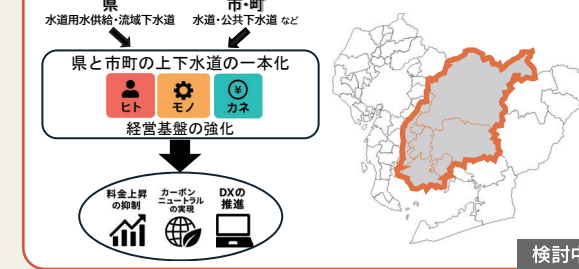 県
市・町
水道用水供給・流域下水道
水道・公共下水道 など
県と市町の上下水道の一本化
ヒト
モノ
¥
カネ
経営基盤の強化
料金上昇
の抑制
カーボン
ニュートラル
の実現
DXの
推進
検討中